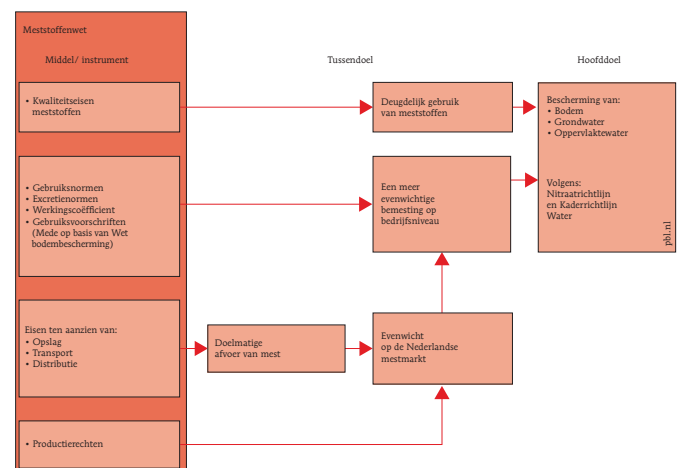 Meststoffenwet
Middel/ instrument
Tussendoel
Hoofddoel
• Kwaliteitseisen
meststoffen
Deugdelijk gebruik
van meststoffen
Bescherming van:
• Bodem
• Grondwater
• Oppervlaktewater
Volgens:
Nitraatrichtlijn
en Kaderrichtlijn
Water
pbl.nl
• Gebruiksnormen
• Excretienormen
• Werkingscoëfficient
• Gebruiksvoorschriften
(Mede op basis van Wet
bodembescherming)
Een meer
evenwichtige
bemesting op
bedrijfsniveau
Eisen ten aanzien van:
• Opslag
• Transport
• Distributie
Doelmatige
afvoer van mest
Evenwicht
op de Nederlandse
mestmarkt
• Productierechten